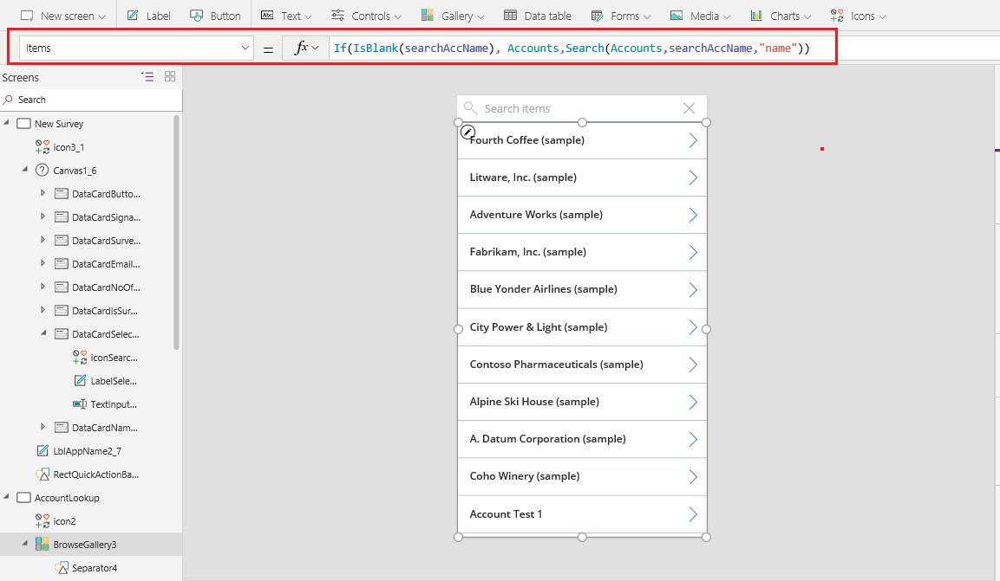 New screen Label Button Text Controls Gallery Data table Forms Media Charts Icons
Items = fx If(IsBlank(searchAccName), Accounts,Search(Accounts,searchAccName,"name"))
Screens
Search
New Survey
icon3_1
Canvas1_6
DataCardButto...
DataCardSigna...
DataCardSurve...
DataCardEmail...
DataCardNoOf...
DataCardIsSur...
DataCardSelec...
iconSearc...
LabelSele...
TextInput...
DataCardNam...
LblAppName2_7
RectQuickActionBa...
AccountLookup
icon2
BrowseGallery3
Separator4
Search items
Fourth Coffee (sample)
Litware, Inc. (sample)
Adventure Works (sample)
Fabrikam, Inc. (sample)
Blue Yonder Airlines (sample)
City Power & Light (sample)
Contoso Pharmaceuticals (sample)
Alpine Ski House (sample)
A. Datum Corporation (sample)
Coho Winery (sample)
Account Test 1